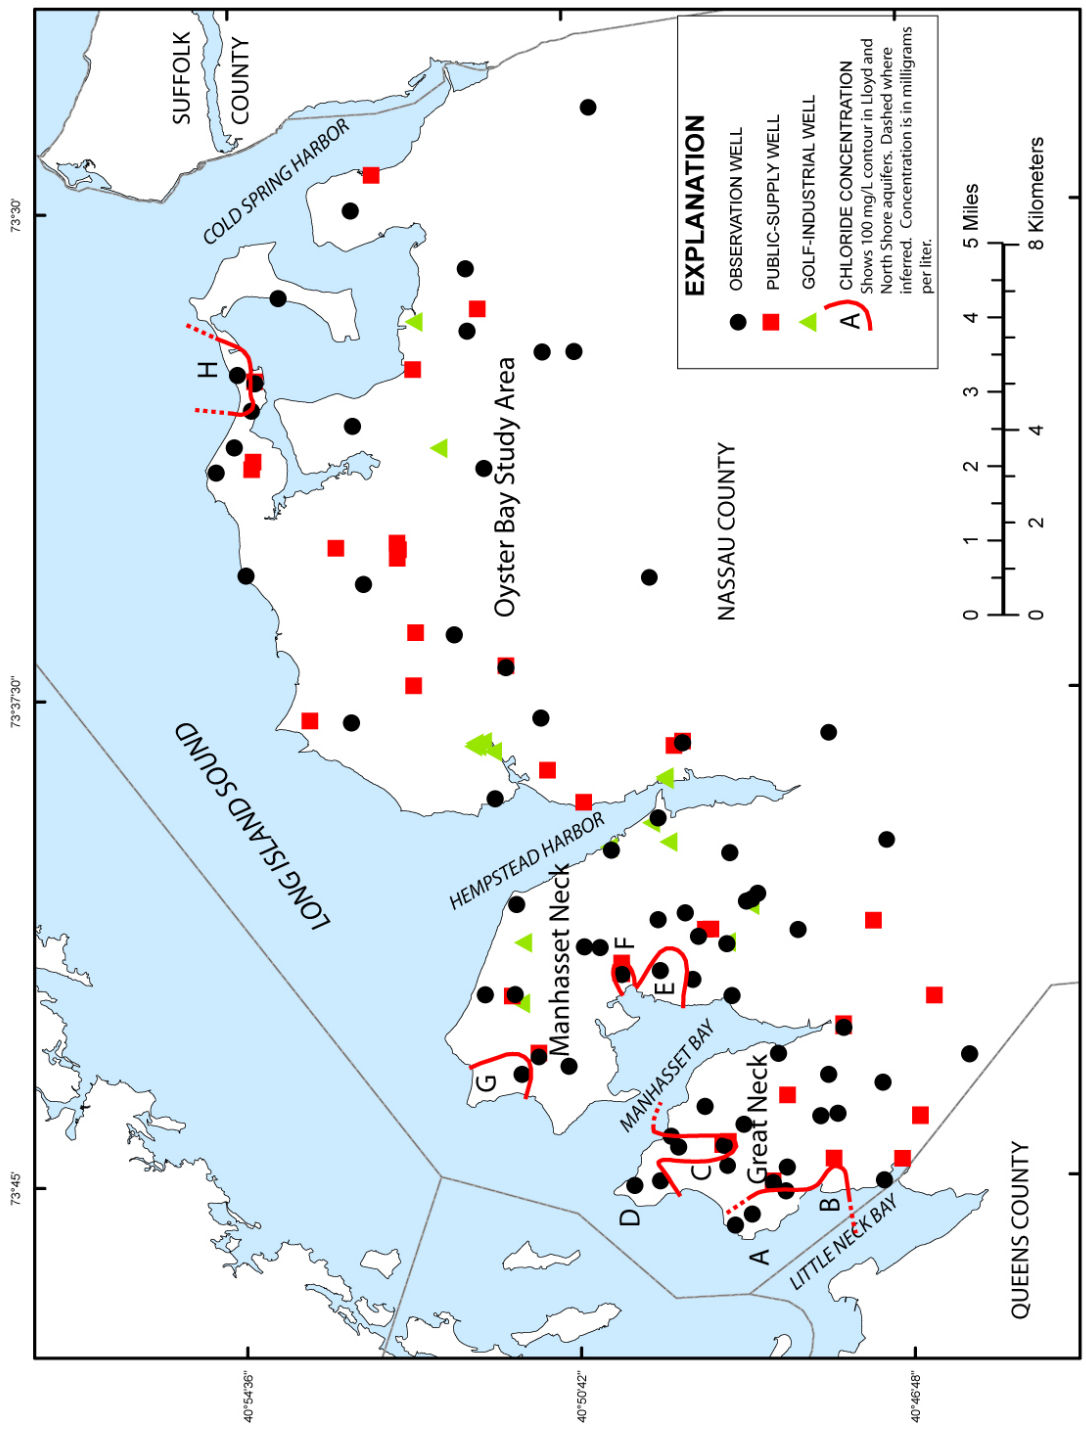 SUFFOLK
COUNTY
COLD SPRING HARBOR
H
LONG ISLAND SOUND
Oyster Bay Study Area
NASSAU COUNTY
HEMPSTEAD HARBOR
Manhasset Neck
F
E
G
MANHASSET BAY
Great Neck
C
D
B
A
LITTLE NECK BAY
QUEENS COUNTY
EXPLANATION
OBSERVATION WELL
PUBLIC-SUPPLY WELL
GOLF-INDUSTRIAL WELL
A
CHLORIDE CONCENTRATION
Shows 100 mg/L contour in Lloyd and
North Shore aquifers. Dashed where
inferred. Concentration is in milligrams
per liter.
0 1 2 3 4 5 Miles
0 2 4 8 Kilometers
73°45'
73°37'30"
73°30'
40°54'36"
40°50'42"
40°46'48"